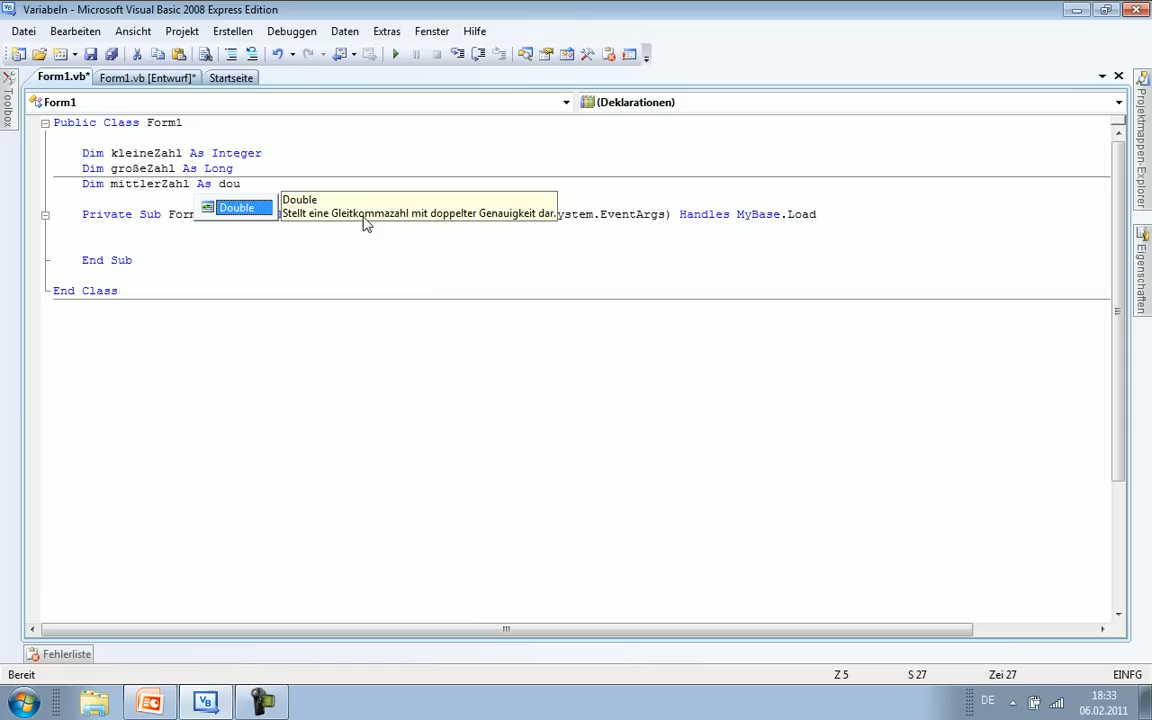 Variabeln - Microsoft Visual Basic 2008 Express Edition
Datei Bearbeiten Ansicht Projekt Erstellen Debuggen Daten Extras Fenster Hilfe
Form1.vb* Form1.vb [Entwurf]* Startseite
Toolbox
Form1 (Deklarationen)
Projektmappen-Explorer
Eigenschaften
Public Class Form1
Dim kleineZahl As Integer
Dim großeZahl As Long
Dim mittlerZahl As dou
Double
Double
Stellt eine Gleitkommazahl mit doppelter Genauigkeit dar.
Private Sub Form ystem.EventArgs) Handles MyBase.Load
End Sub
End Class
Fehlerliste
Bereit Z 5 S 27 Zei 27 EINFG
DE 18:33
06.02.2011